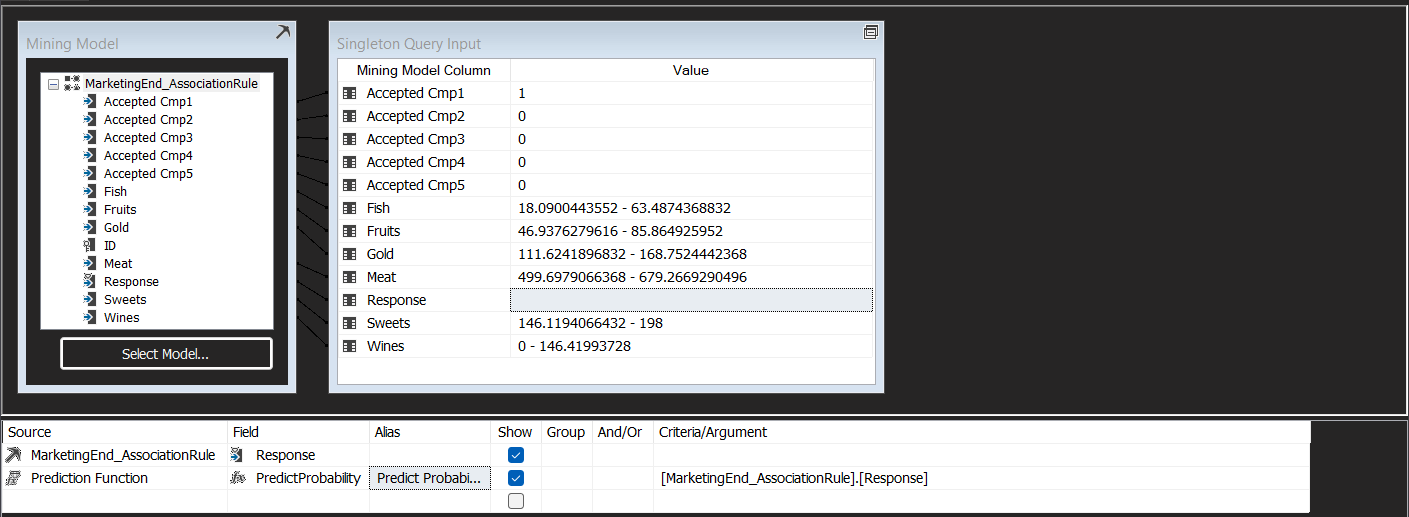 Mining Model
MarketingEnd_AssociationRule
Accepted Cmp1
Accepted Cmp2
Accepted Cmp3
Accepted Cmp4
Accepted Cmp5
Fish
Fruits
Gold
ID
Meat
Response
Sweets
Wines
Select Model...
Singleton Query Input
Mining Model Column Value
Accepted Cmp1 1
Accepted Cmp2 0
Accepted Cmp3 0
Accepted Cmp4 0
Accepted Cmp5 0
Fish 18.0900443552 - 63.4874368832
Fruits 46.9376279616 - 85.864925952
Gold 111.6241896832 - 168.7524442368
Meat 499.6979066368 - 679.2669290496
Response
Sweets 146.1194066432 - 198
Wines 0 - 146.41993728
Source Field Alias Show Group And/Or Criteria/Argument
MarketingEnd_AssociationRule Response
Prediction Function PredictProbability Predict Probabi... [MarketingEnd_AssociationRule].[Response]